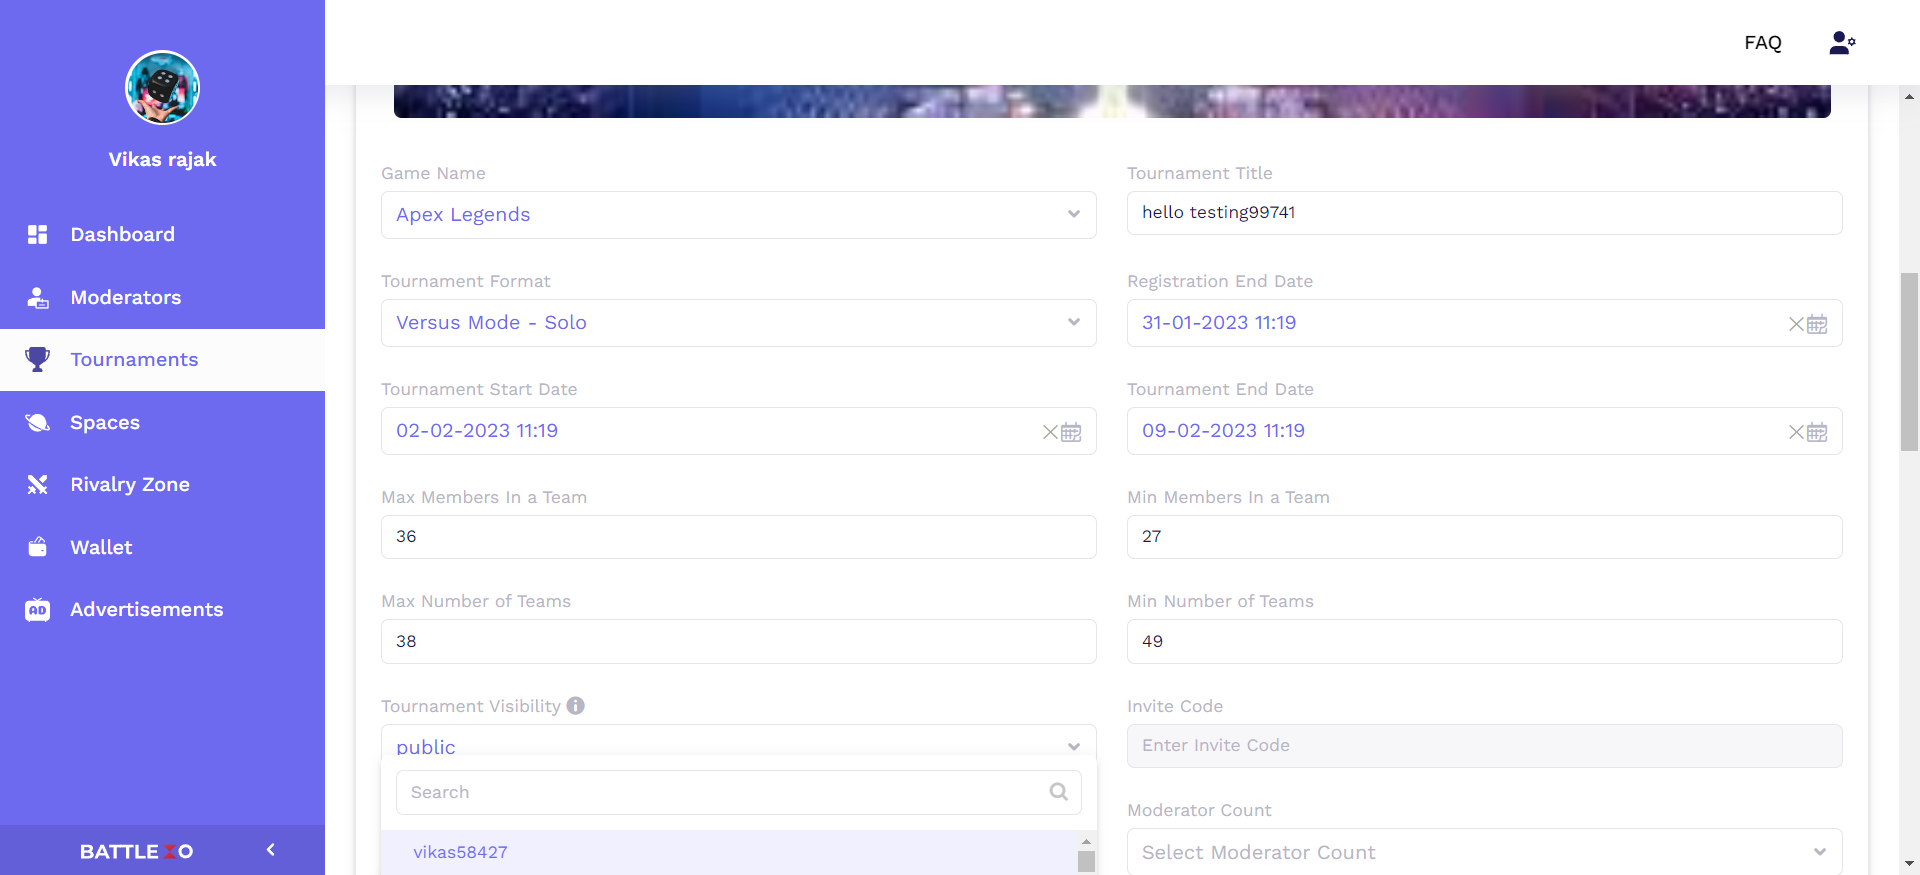 FAQ
Vikas rajak
Dashboard
Moderators
Tournaments
Spaces
Rivalry Zone
Wallet
AD Advertisements
BATTLE XO
Game Name
Apex Legends
Tournament Title
hello testing99741
Tournament Format
Versus Mode - Solo
Registration End Date
31-01-2023 11:19
Tournament Start Date
02-02-2023 11:19
Tournament End Date
09-02-2023 11:19
Max Members In a Team
36
Min Members In a Team
27
Max Number of Teams
38
Min Number of Teams
49
Tournament Visibility
public
Invite Code
Enter Invite Code
Search
vikas58427
Moderator Count
Select Moderator Count